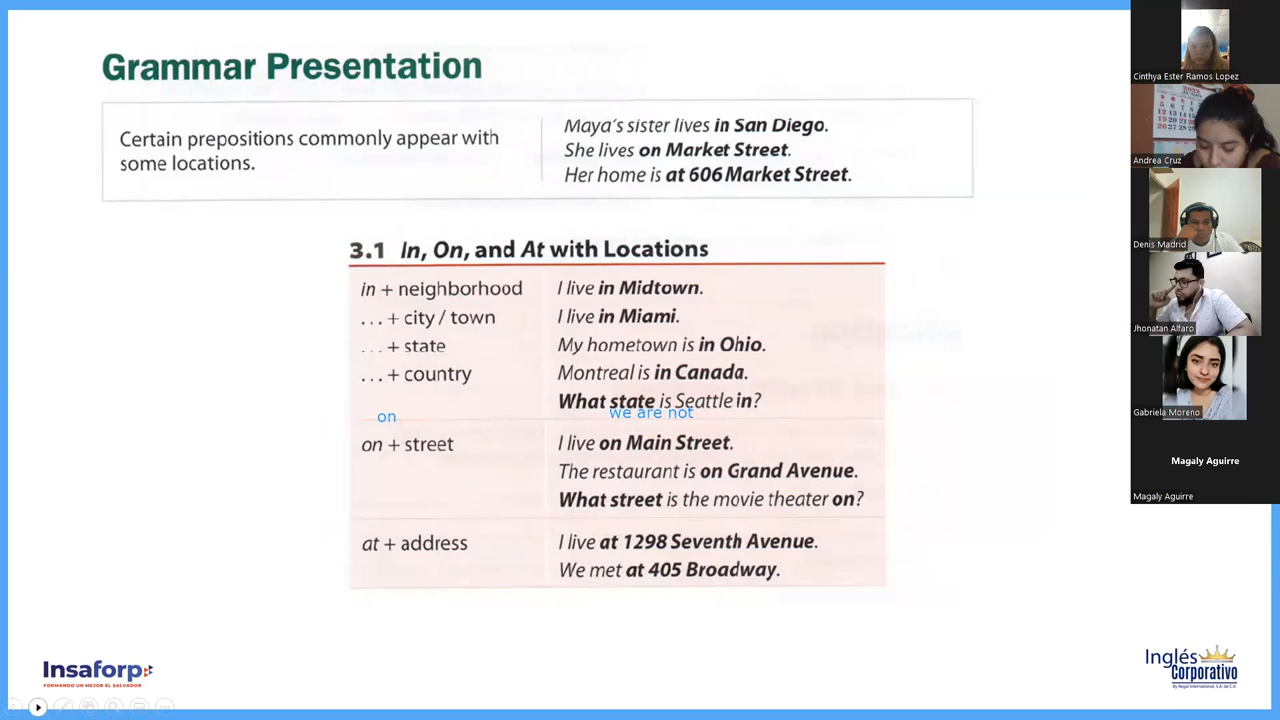 Grammar Presentation
Certain prepositions commonly appear with
some locations.
Maya's sister lives in San Diego.
She lives on Market Street.
Her home is at 606 Market Street.
3.1 In, On, and At with Locations
in + neighborhood
I live in Midtown.
... + city / town
I live in Miami.
... + state
My hometown is in Ohio.
... + country
Montreal is in Canada.
What state is Seattle in?
on
we are not
on + street
I live on Main Street.
The restaurant is on Grand Avenue.
What street is the movie theater on?
at + address
I live at 1298 Seventh Avenue.
We met at 405 Broadway.
Insaforp
FORMANDO UN MEJOR EL SALVADOR
Inglés
Corporativo
By Regal International, S.A. de C.V.
Cinthya Ester Ramos Lopez
Andrea Cruz
Denis Madrid
Jhonatan Alfaro
Gabriela Moreno
Magaly Aguirre
Magaly Aguirre